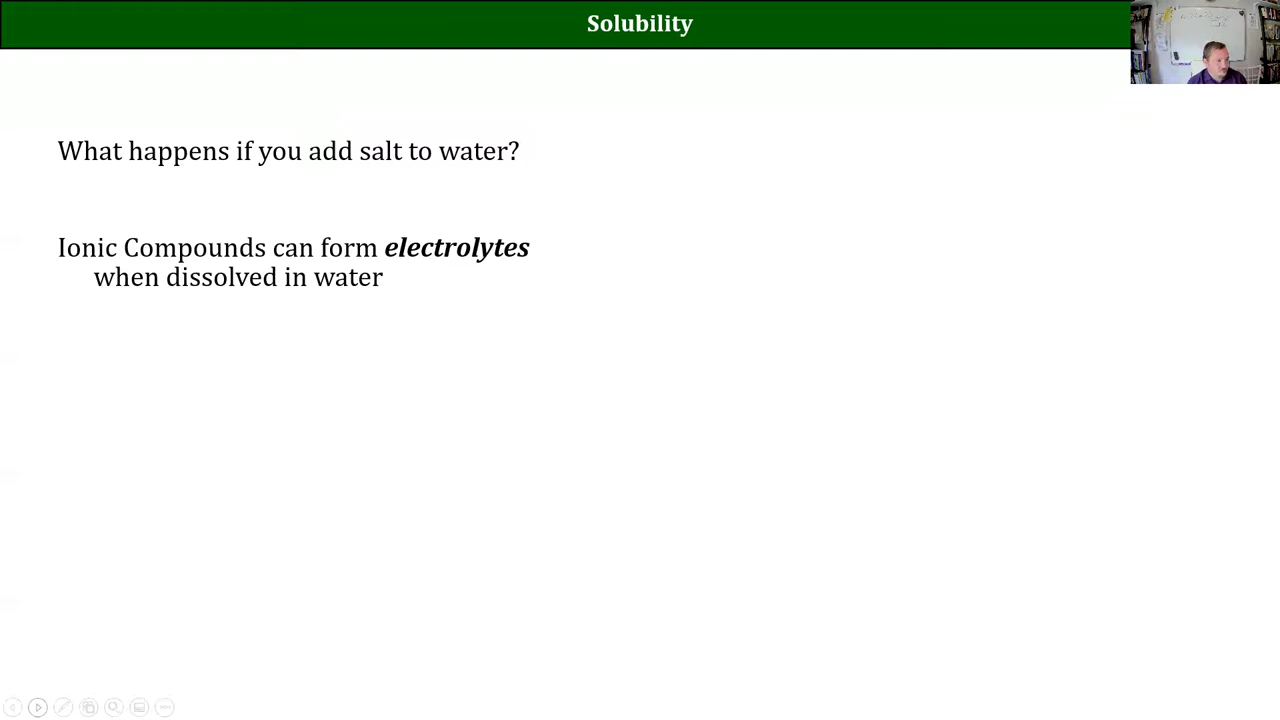 Solubility
What happens if you add salt to water?
Ionic Compounds can form electrolytes
when dissolved in water